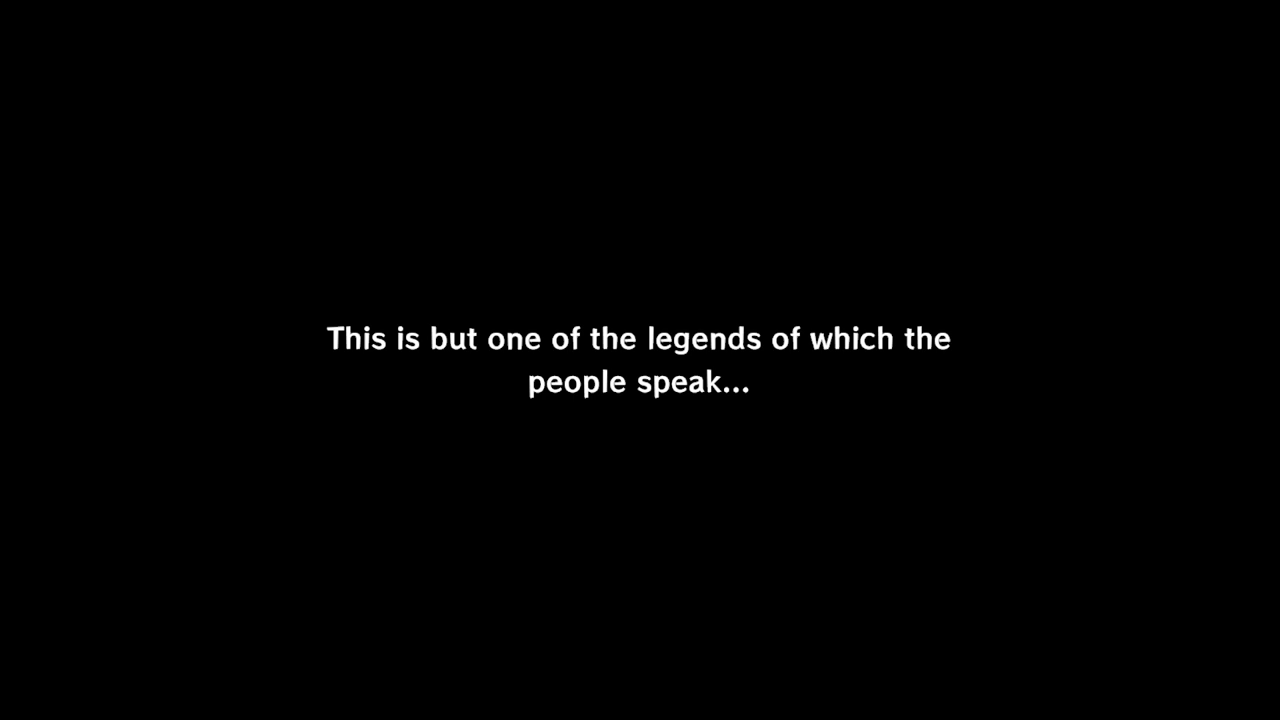 This is but one of the legends of which the
people speak...